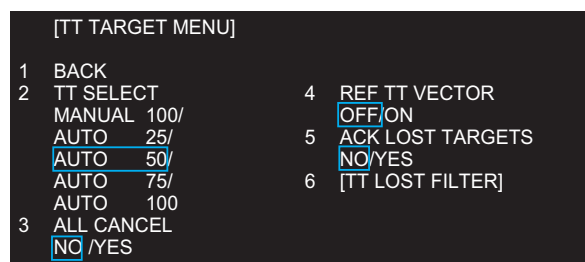 [TT TARGET MENU]
1 BACK
2 TT SELECT
MANUAL 100/
AUTO 25/
AUTO 50/
AUTO 75/
AUTO 100
3 ALL CANCEL
NO /YES
4 REF TT VECTOR
OFF/ON
5 ACK LOST TARGETS
NO/YES
6 [TT LOST FILTER]